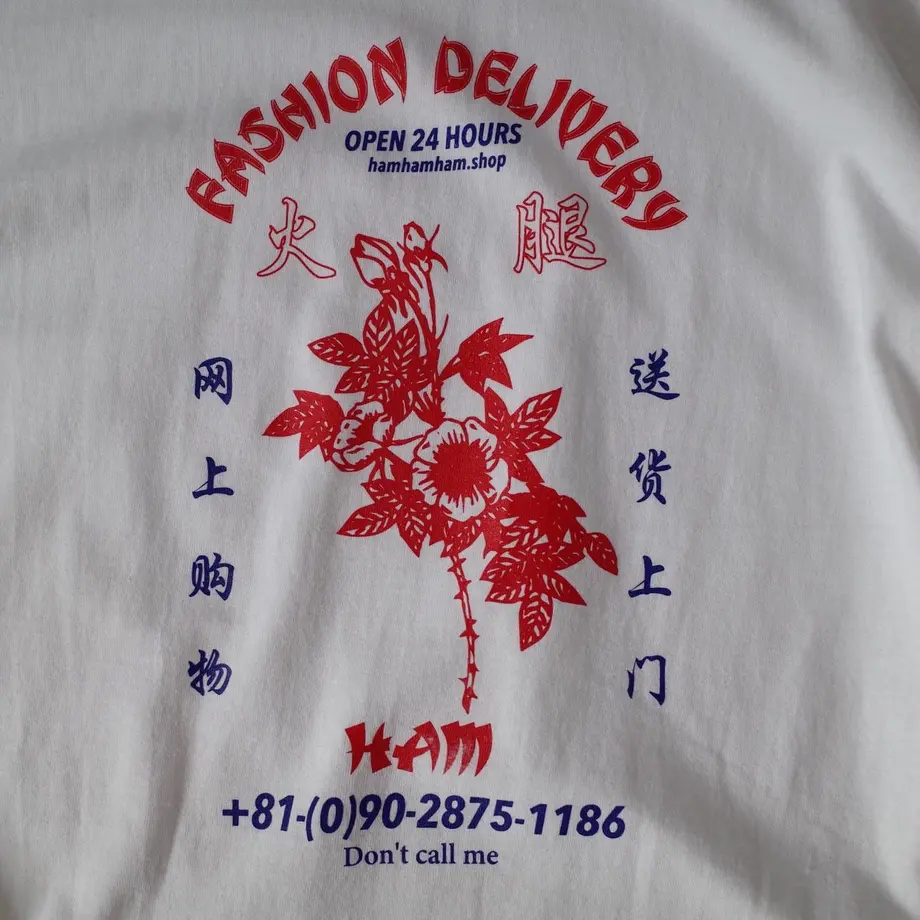 FASHION DELIVERY
OPEN 24 HOURS
hamhamham.shop
火腿
网上购物
送货上门
HAM
+81-(0)90-2875-1186
Don't call me